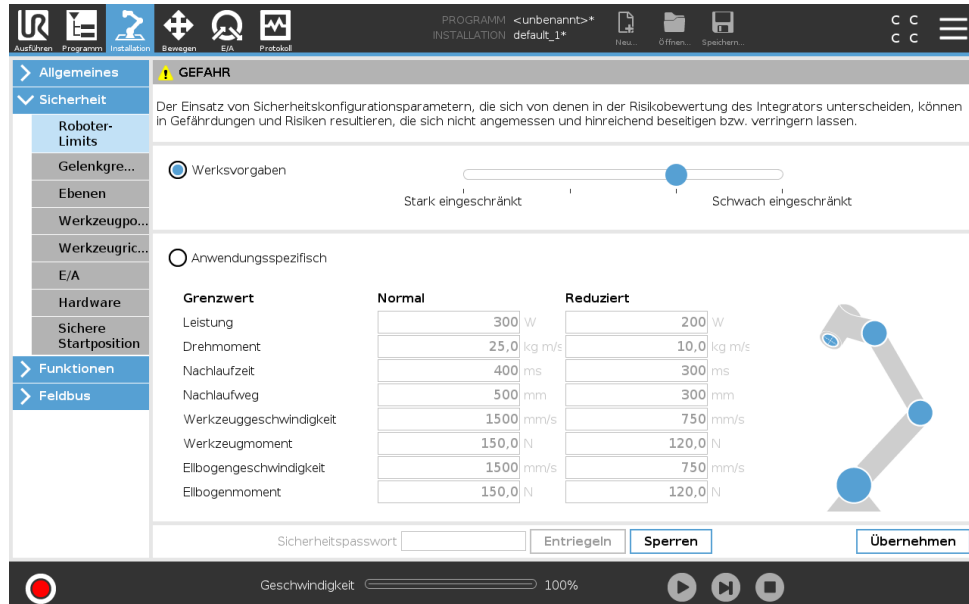 UR
PROGRAMM <unbenannt>*
INSTALLATION default_1*
C C
C C
Ausführen Programm Installation Bewegen E/A Protokoll Neu... Öffnen... Speichern...
Allgemeines
Sicherheit
Roboter-
Limits
Gelenkgre...
Ebenen
Werkzeugpo...
Werkzeugric...
E/A
Hardware
Sichere
Startposition
Funktionen
Feldbus
! GEFAHR
Der Einsatz von Sicherheitskonfigurationsparametern, die sich von denen in der Risikobewertung des Integrators unterscheiden, können
in Gefährdungen und Risiken resultieren, die sich nicht angemessen und hinreichend beseitigen bzw. verringern lassen.
Werksvorgaben
Stark eingeschränkt Schwach eingeschränkt
Anwendungsspezifisch
Grenzwert Normal Reduziert
Leistung 300 W 200 W
Drehmoment 25,0 kg m/s 10,0 kg m/s
Nachlaufzeit 400 ms 300 ms
Nachlaufweg 500 mm 300 mm
Werkzeuggeschwindigkeit 1500 mm/s 750 mm/s
Werkzeugmoment 150,0 N 120,0 N
Ellbogengeschwindigkeit 1500 mm/s 750 mm/s
Ellbogenmoment 150,0 N 120,0 N
Sicherheitspasswort Entriegeln Sperren Übernehmen
Geschwindigkeit 100%